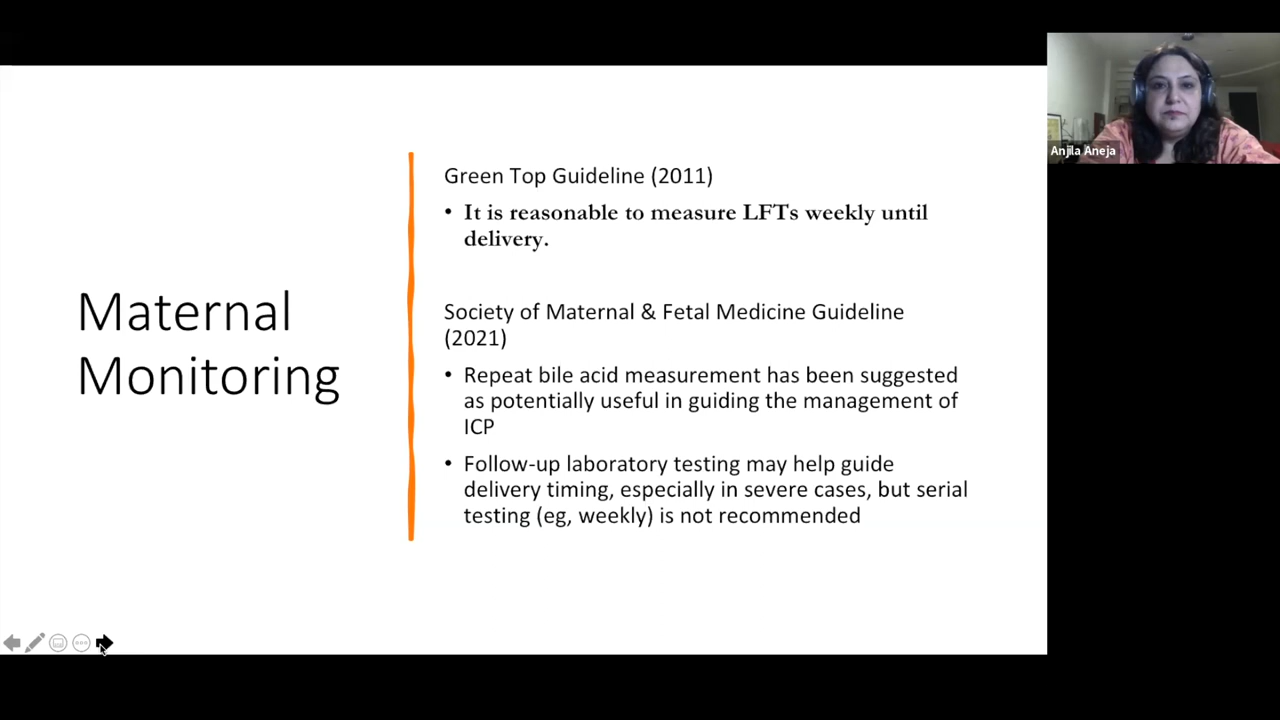 Anjila Aneja
Maternal
Monitoring
Green Top Guideline (2011)
• It is reasonable to measure LFTs weekly until
delivery.
Society of Maternal & Fetal Medicine Guideline
(2021)
• Repeat bile acid measurement has been suggested
as potentially useful in guiding the management of
ICP
• Follow-up laboratory testing may help guide
delivery timing, especially in severe cases, but serial
testing (eg, weekly) is not recommended